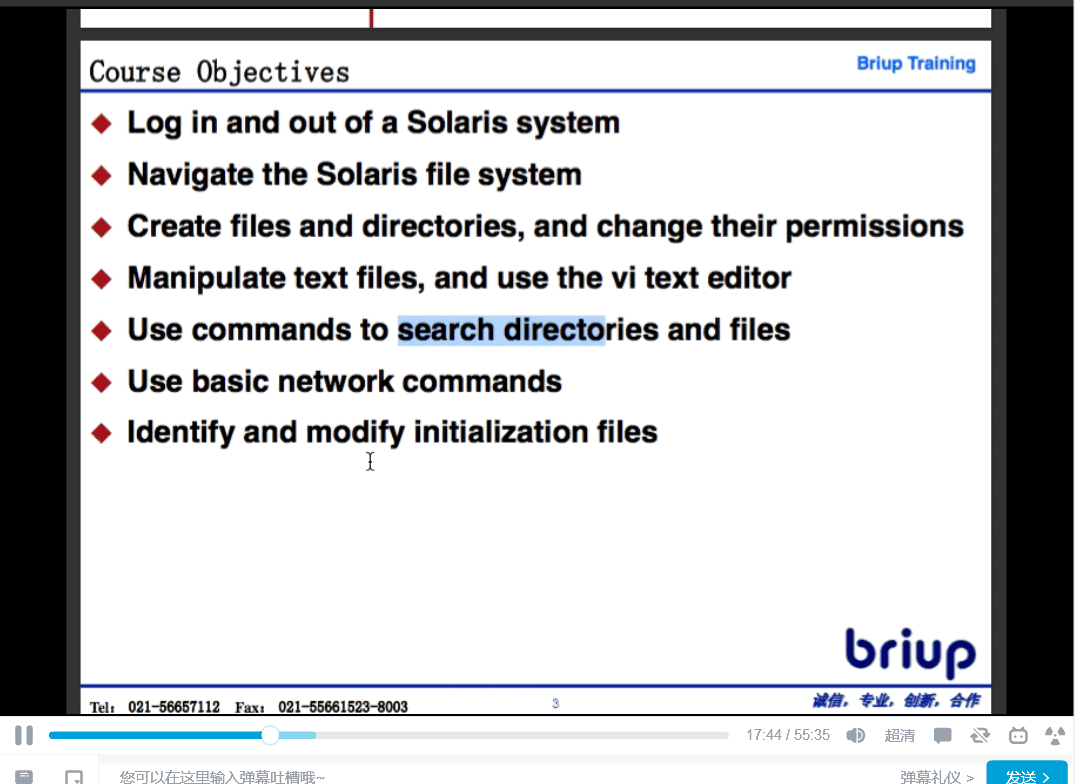 Course Objectives
Briup Training
Log in and out of a Solaris system
Navigate the Solaris file system
Create files and directories, and change their permissions
Manipulate text files, and use the vi text editor
Use commands to search directories and files
Use basic network commands
Identify and modify initialization files
briup
Tel: 021-56657112 Fax: 021-55661523-8003
3
诚信，专业，创新，合作
17:44 / 55:35
超清
您可以在这里输入弹幕吐槽哦~
弹幕礼仪 >
发送 >